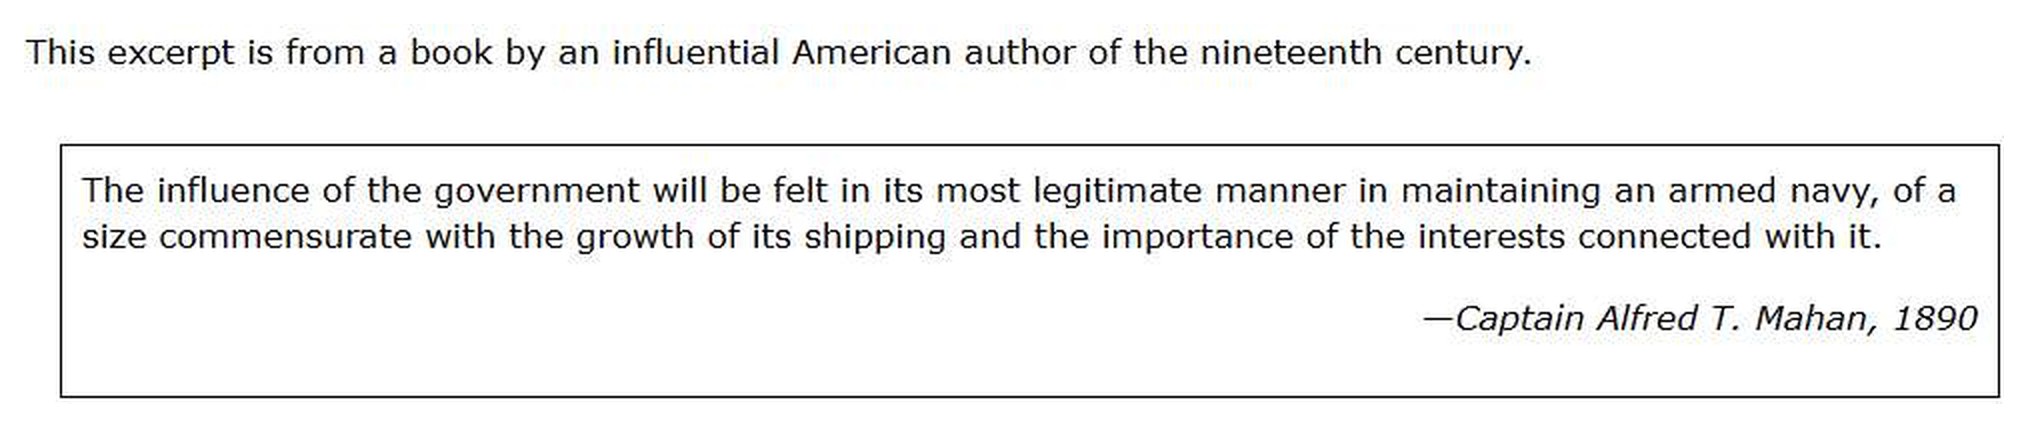 This excerpt is from a book by an influential American author of the nineteenth century.
The influence of the government will be felt in its most legitimate manner in maintaining an armed navy, of a
size commensurate with the growth of its shipping and the importance of the interests connected with it.
—Captain Alfred T. Mahan, 1890